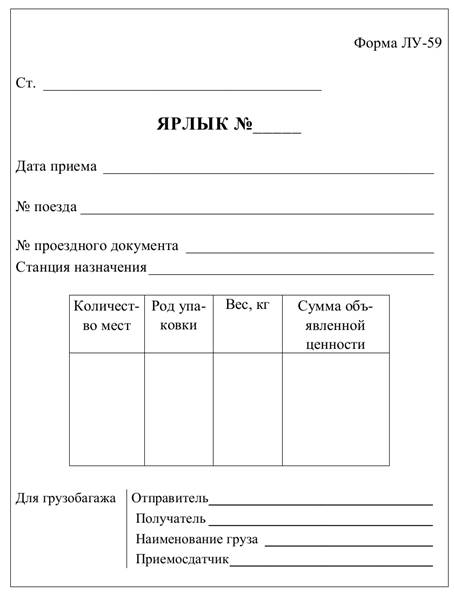 Форма ЛУ-59
Ст.
ЯРЛЫК №
Дата приема
№ поезда
№ проездного документа
Станция назначения
Количест- Род упа- Вес, кг Сумма объ-
во мест ковки явленной
ценности
Для грузобагажа Отправитель
Получатель
Наименование груза
Приемосдатчик